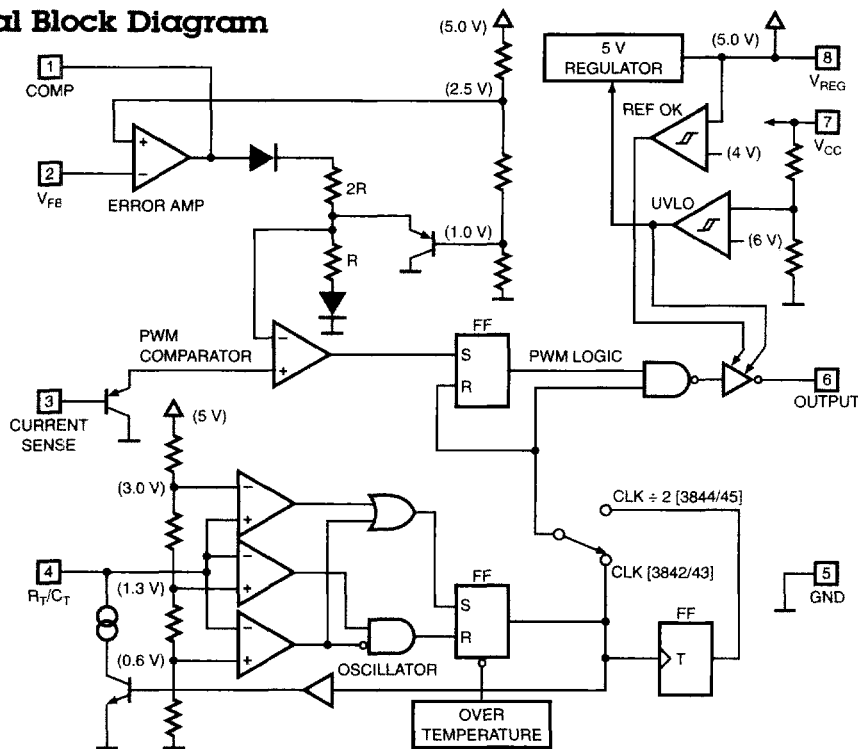 al Block Diagram
1
COMP
2
VFB
ERROR AMP
(5.0 V)
(2.5 V)
2R
R
(1.0 V)
5 V
REGULATOR
(5.0 V)
8
VREG
REF OK
(4 V)
7
VCC
UVLO
(6 V)
PWM
COMPARATOR
FF
S
R
PWM LOGIC
6
OUTPUT
3
CURRENT
SENSE
(5 V)
(3.0 V)
4
RT/CT
(1.3 V)
(0.6 V)
OSCILLATOR
FF
S
R
OVER
TEMPERATURE
CLK ÷ 2 [3844/45]
CLK [3842/43]
FF
T
5
GND